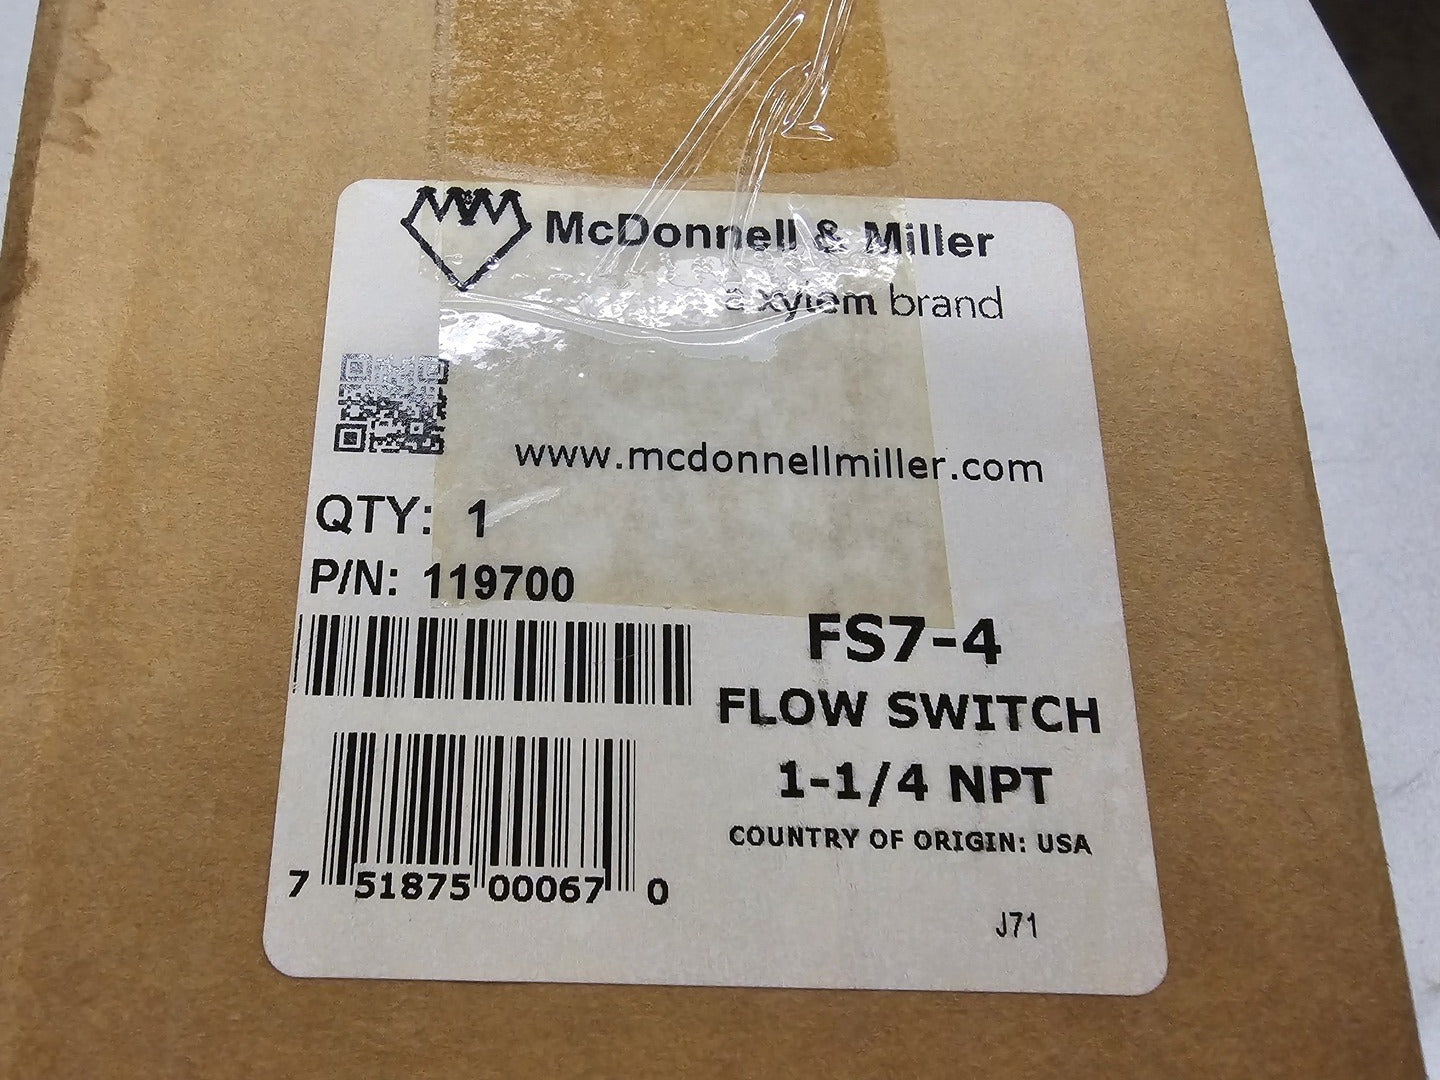 McDonnell & Miller
a xylem brand
www.mcdonnellmiller.com
QTY: 1
P/N: 119700
FS7-4
FLOW SWITCH
1-1/4 NPT
COUNTRY OF ORIGIN: USA
7 51875 00067 0
J71